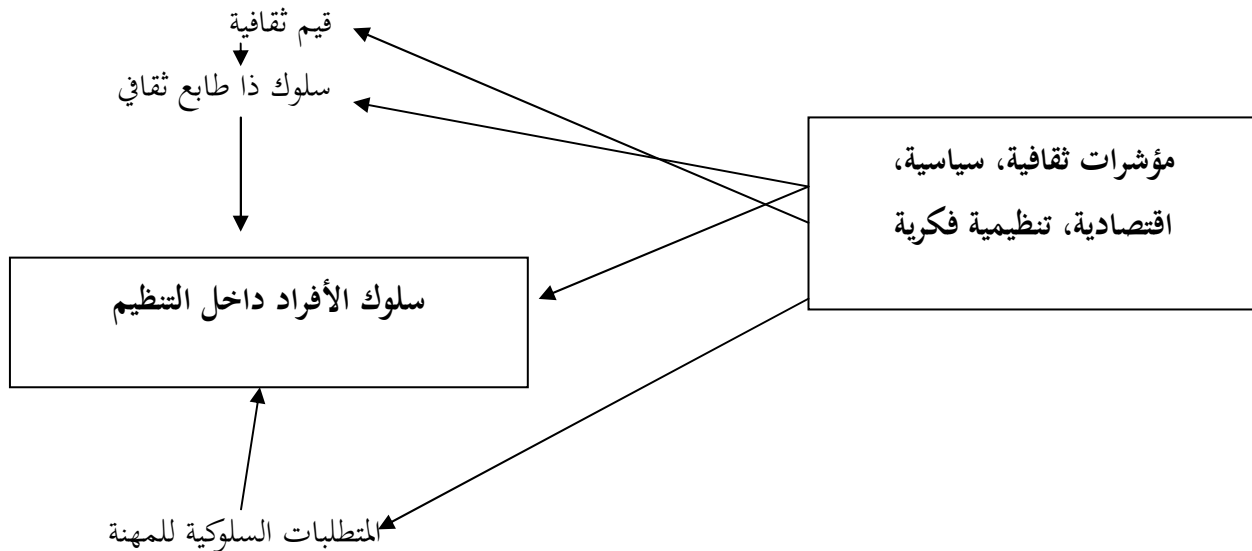 قيم ثقافية
سلوك ذا طابع ثقافي
مؤشرات ثقافية، سياسية،
اقتصادية، تنظيمية فكرية
سلوك الأفراد داخل التنظيم
المتطلبات السلوكية للمهنة